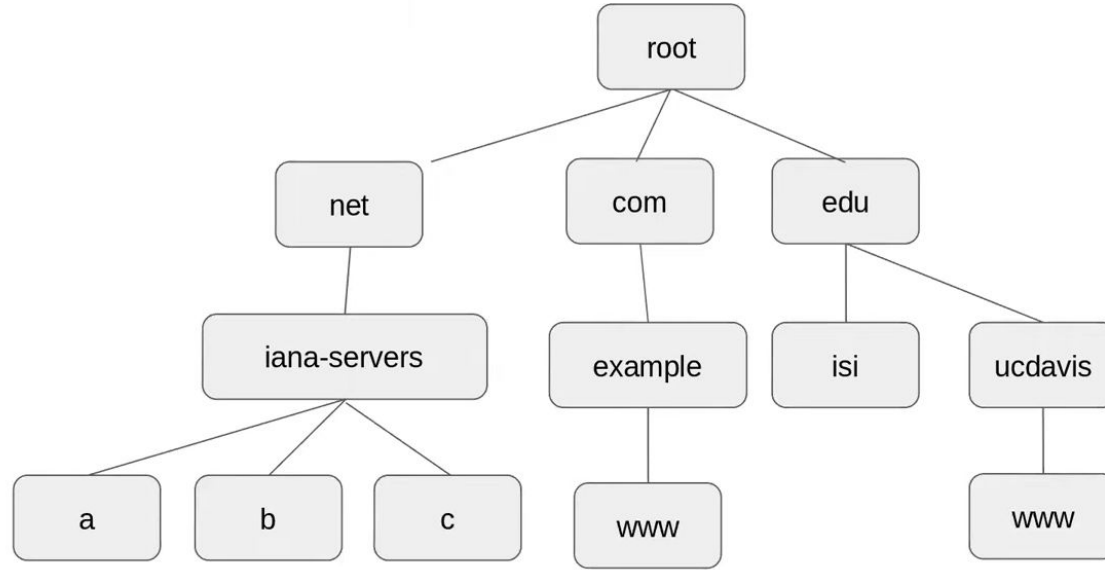 root
net
com
edu
iana-servers
example
isi
ucdavis
a
b
c
www
www